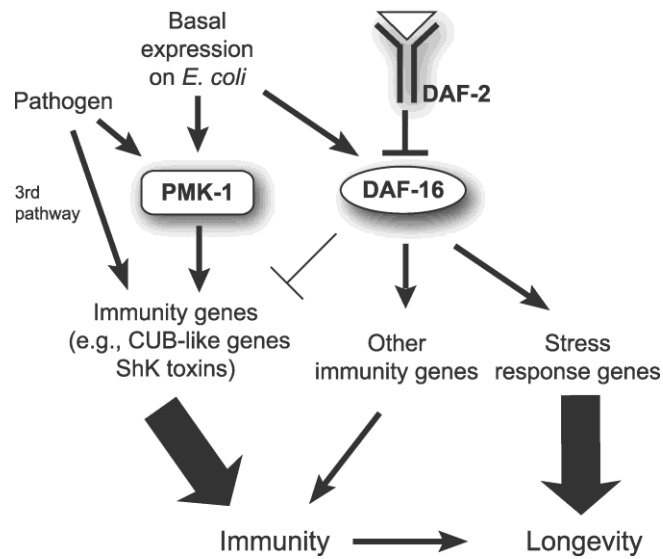 Basal
expression
on E. coli
DAF-2
Pathogen
3rd
pathway
PMK-1
DAF-16
Immunity genes
(e.g., CUB-like genes
ShK toxins)
Other
immunity genes
Stress
response genes
Immunity
Longevity